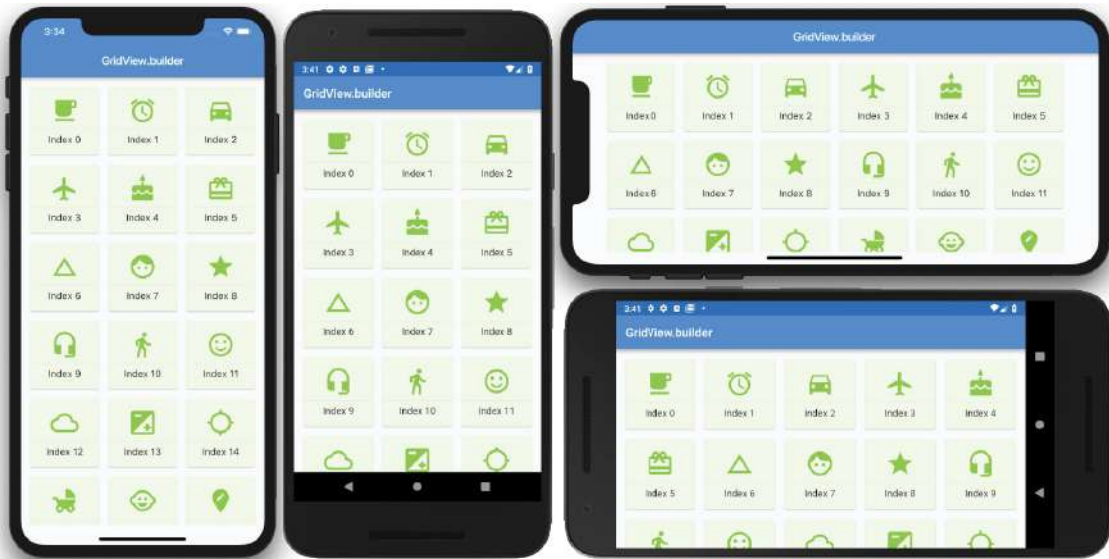 3:34
GridView.builder
Index 0 Index 1 Index 2
Index 3 Index 4 Index 5
Index 6 Index 7 Index 8
Index 9 Index 10 Index 11
Index 12 Index 13 Index 14
3:41
GridView.builder
Index 0 Index 1 Index 2
Index 3 Index 4 Index 5
Index 6 Index 7 Index 8
Index 9 Index 10 Index 11
GridView.builder
Index 0 Index 1 Index 2 Index 3 Index 4 Index 5
Index 6 Index 7 Index 8 Index 9 Index 10 Index 11
3:41
GridView.builder
Index 0 Index 1 Index 2 Index 3 Index 4
Index 5 Index 6 Index 7 Index 8 Index 9